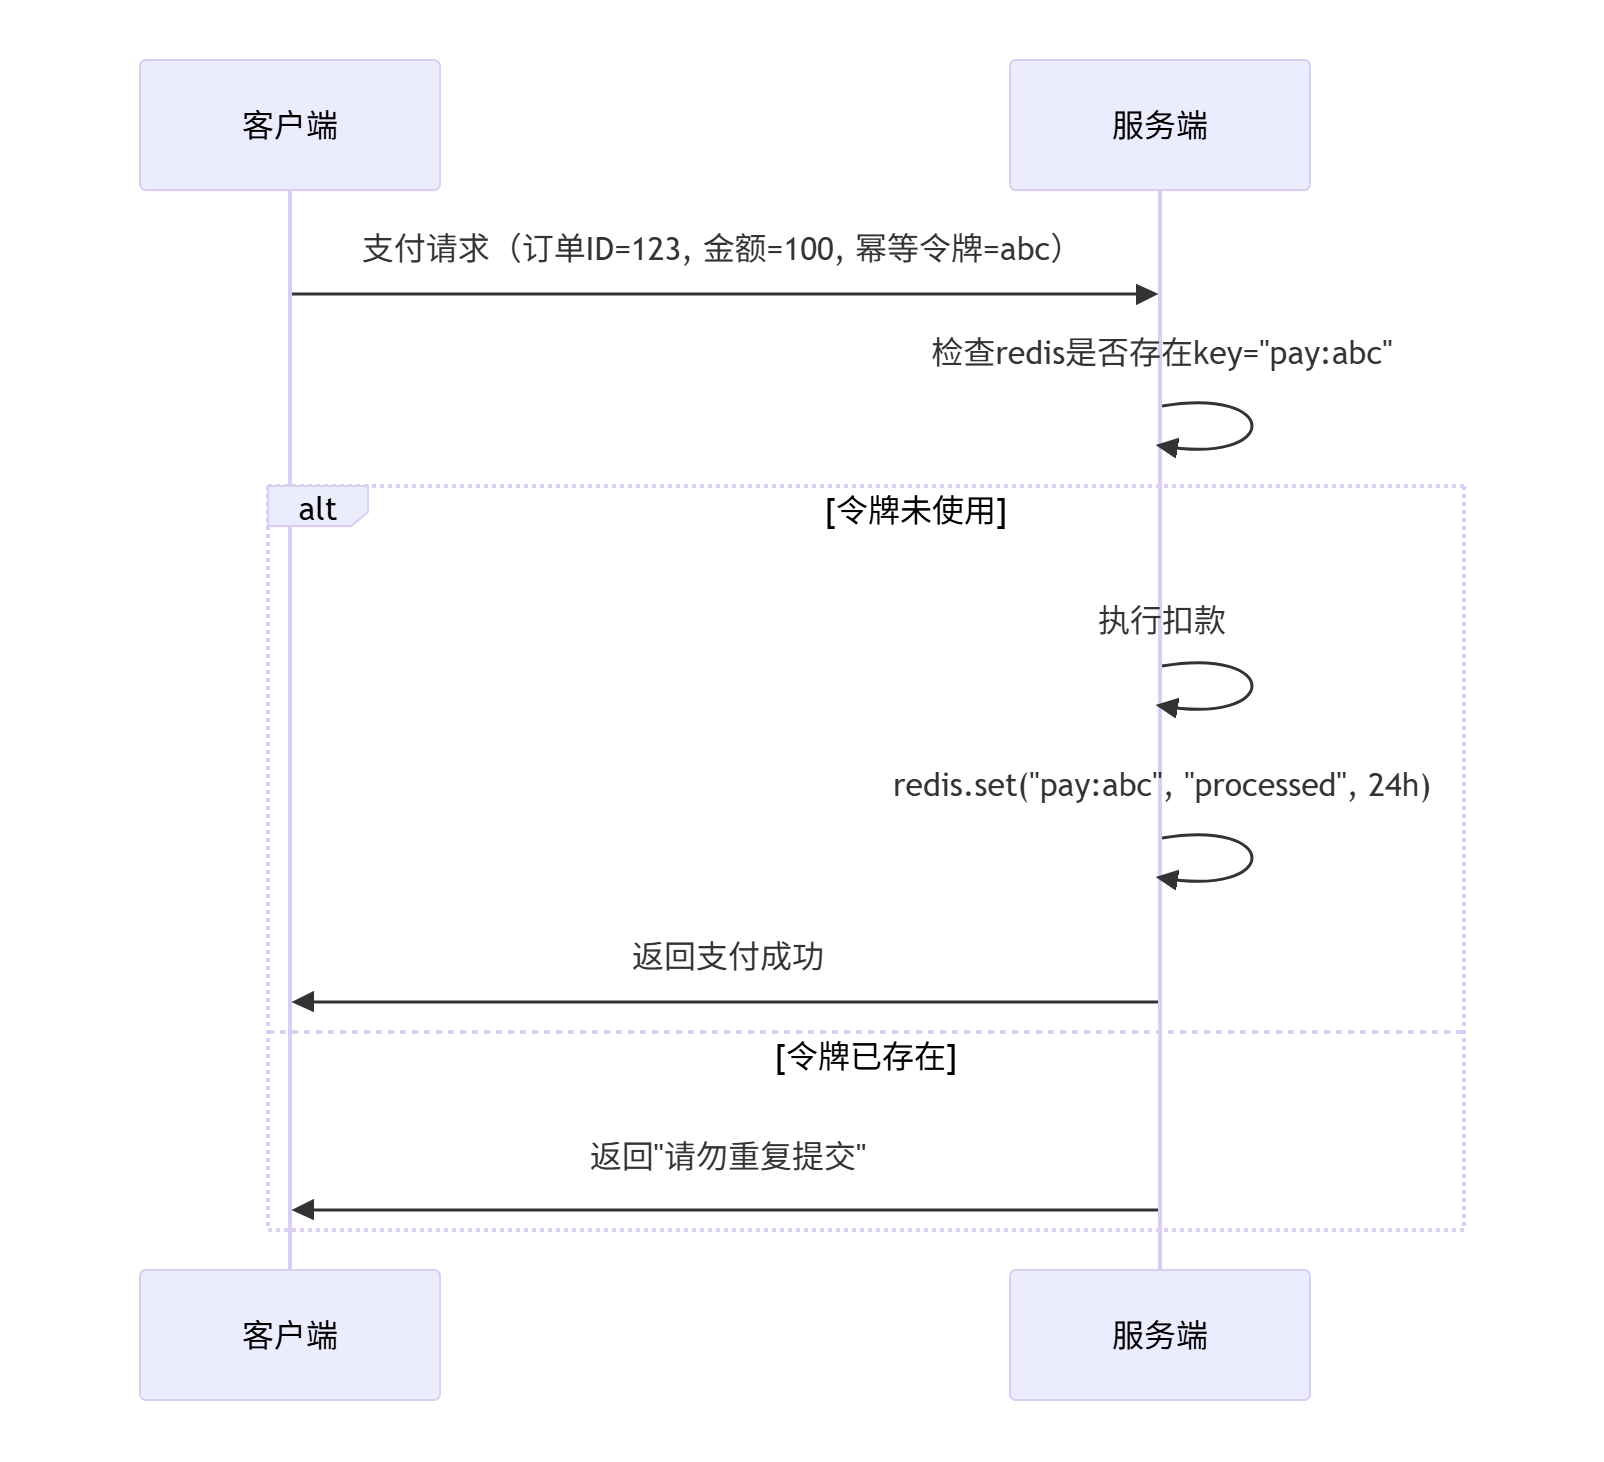 客户端
服务端
支付请求（订单ID=123, 金额=100, 幂等令牌=abc）
检查redis是否存在key="pay:abc"
alt
[令牌未使用]
执行扣款
redis.set("pay:abc", "processed", 24h)
返回支付成功
[令牌已存在]
返回"请勿重复提交"
客户端
服务端